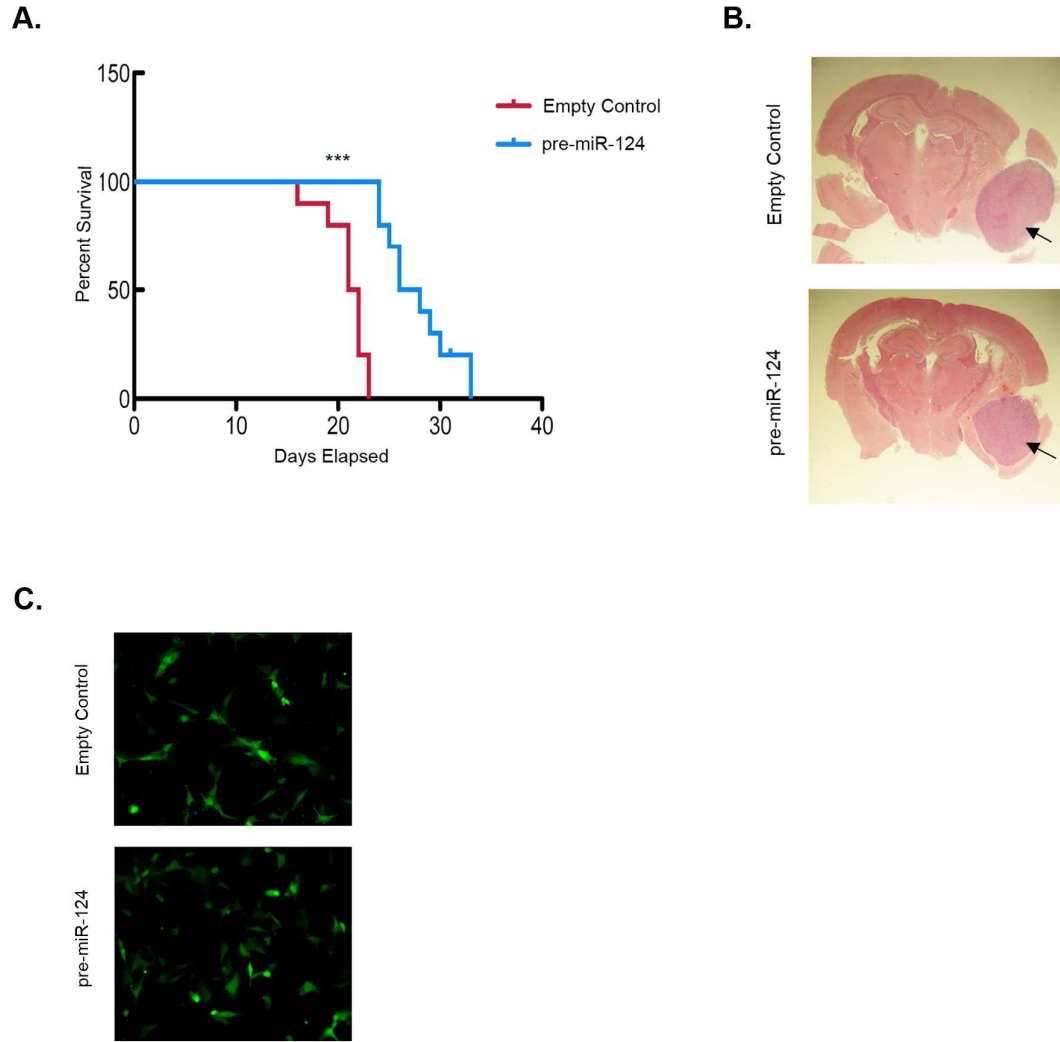 A.
150
100
50
0
Percent Survival
***
Empty Control
pre-miR-124
0 10 20 30 40
Days Elapsed
B.
Empty Control
pre-miR-124
C.
Empty Control
pre-miR-124